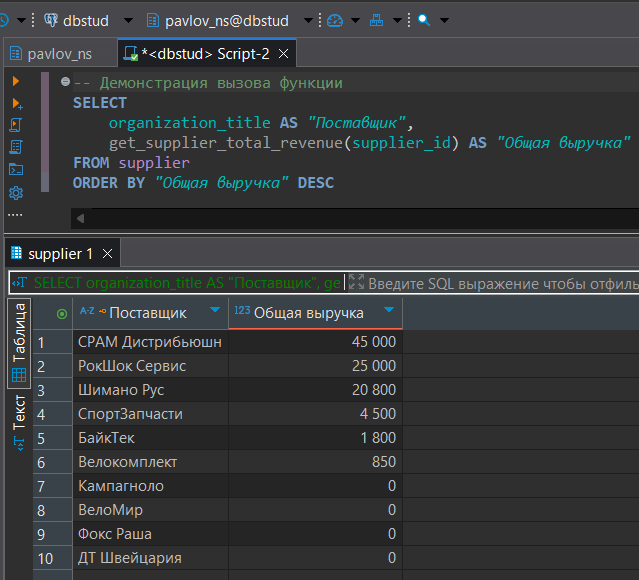 dbstud pavlov_ns@dbstud
pavlov_ns *<dbstud> Script-2
-- Демонстрация вызова функции
SELECT
organization_title AS "Поставщик",
get_supplier_total_revenue(supplier_id) AS "Общая выручка"
FROM supplier
ORDER BY "Общая выручка" DESC
supplier 1
SELECT organization_title AS "Поставщик", ge Введите SQL выражение чтобы отфиль
Таблица
Текст
A-Z Поставщик 123 Общая выручка
1 СРАМ Дистрибьюшн 45 000
2 РокШок Сервис 25 000
3 Шимано Рус 20 800
4 СпортЗапчасти 4 500
5 БайкТек 1 800
6 Велокомплект 850
7 Кампагноло 0
8 ВелоМир 0
9 Фокс Раша 0
10 ДТ Швейцария 0